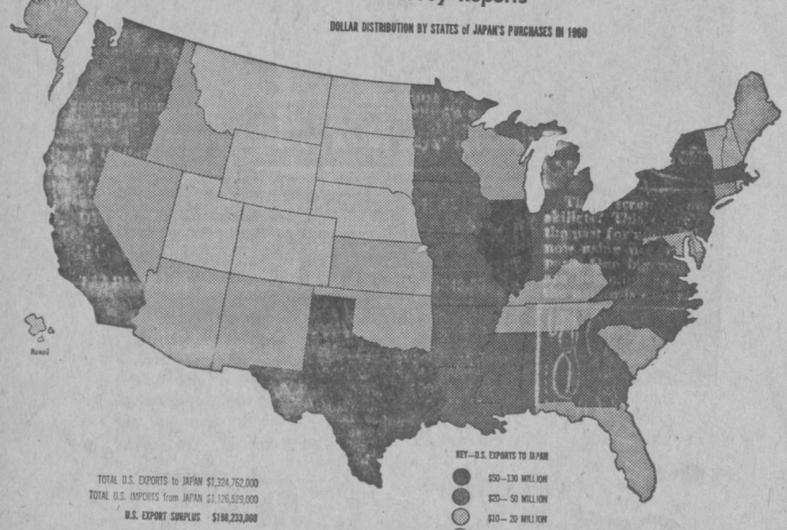 Reports
DOLLAR DISTRIBUTION BY STATES of JAPAN'S PURCHASES IN 1960
Hawaii
KEY—U.S. EXPORTS TO JAPAN
$50—130 MILLION
$20— 50 MILLION
$10— 20 MILLION
TOTAL U.S. EXPORTS to JAPAN $1,324,762,000
TOTAL U.S. IMPORTS from JAPAN $1,126,529,000
U.S. EXPORT SURPLUS $198,233,000